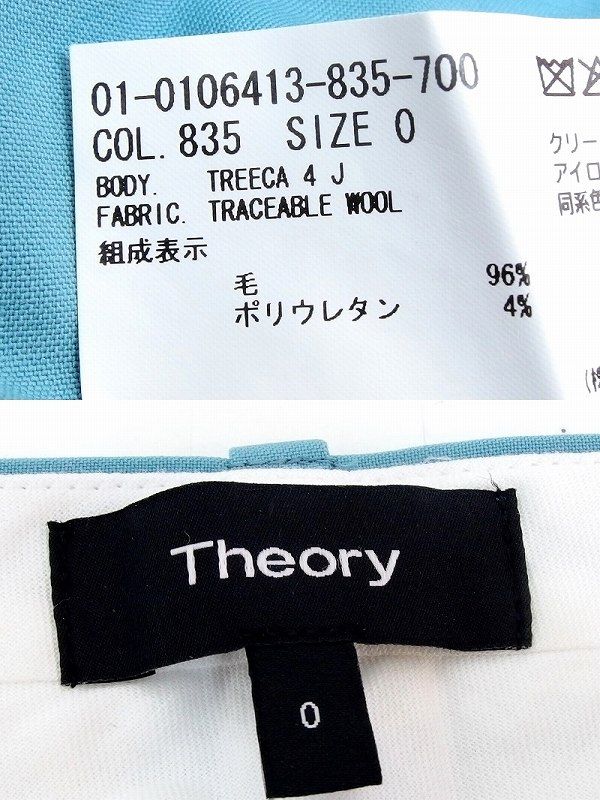 01-0106413-835-700
COL. 835 SIZE 0
BODY. TREECA 4 J
FABRIC. TRACEABLE WOOL
組成表示
毛 96%
ポリウレタン 4%
クリー
アイロ
同系色
Theory
0